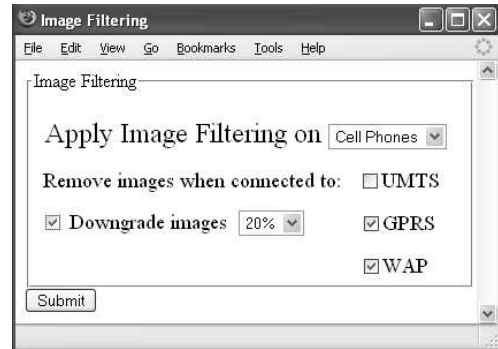 Image Filtering
File Edit View Go Bookmarks Tools Help
Image Filtering
Apply Image Filtering on Cell Phones
Remove images when connected to: UMTS
Downgrade images 20% GPRS
WAP
Submit